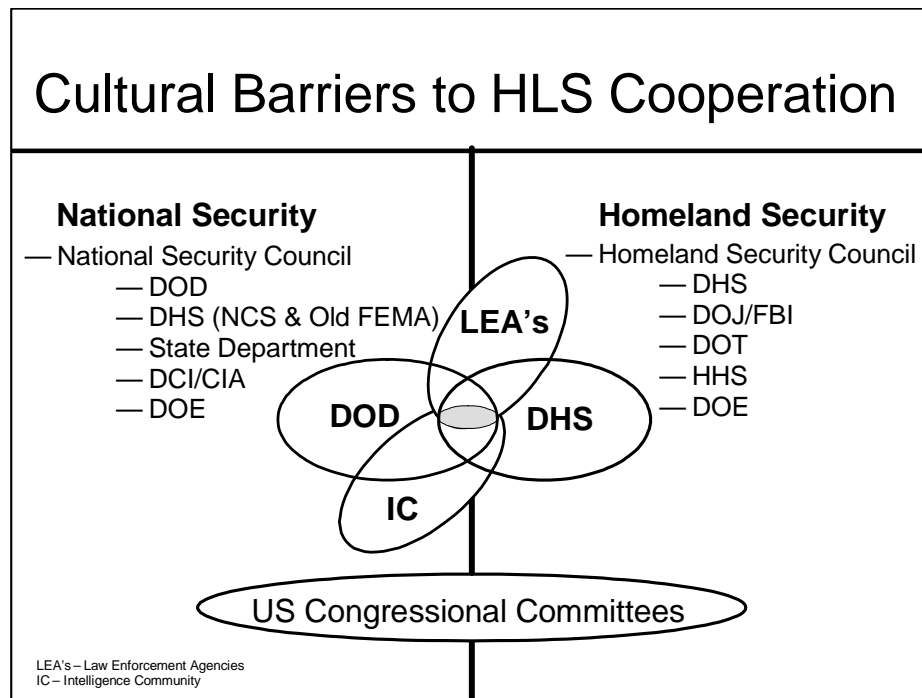 Cultural Barriers to HLS Cooperation
National Security
— National Security Council
— DOD
— DHS (NCS & Old FEMA)
— State Department
— DCI/CIA
— DOE
Homeland Security
— Homeland Security Council
— DHS
— DOJ/FBI
— DOT
— HHS
— DOE
LEA's
DOD
DHS
IC
US Congressional Committees
LEA's – Law Enforcement Agencies
IC – Intelligence Community